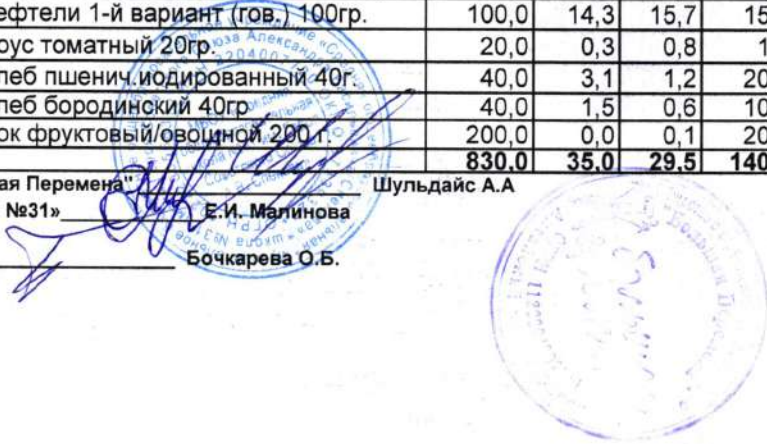 ефтели 1-й вариант (гов.) 100гр. 100,0 14,3 15,7 15
оус томатный 20гр. 20,0 0,3 0,8 1
леб пшенич.иодированный 40г. 40,0 3,1 1,2 20
леб бородинский 40гр 40,0 1,5 0,6 10
ок фруктовый/овощной 200 г. 200,0 0,0 0,1 20
830,0 35,0 29,5 140
ая Перемена" Шульдайс А.А
№31» Е.И. Малинова
Бочкарева О.Б.